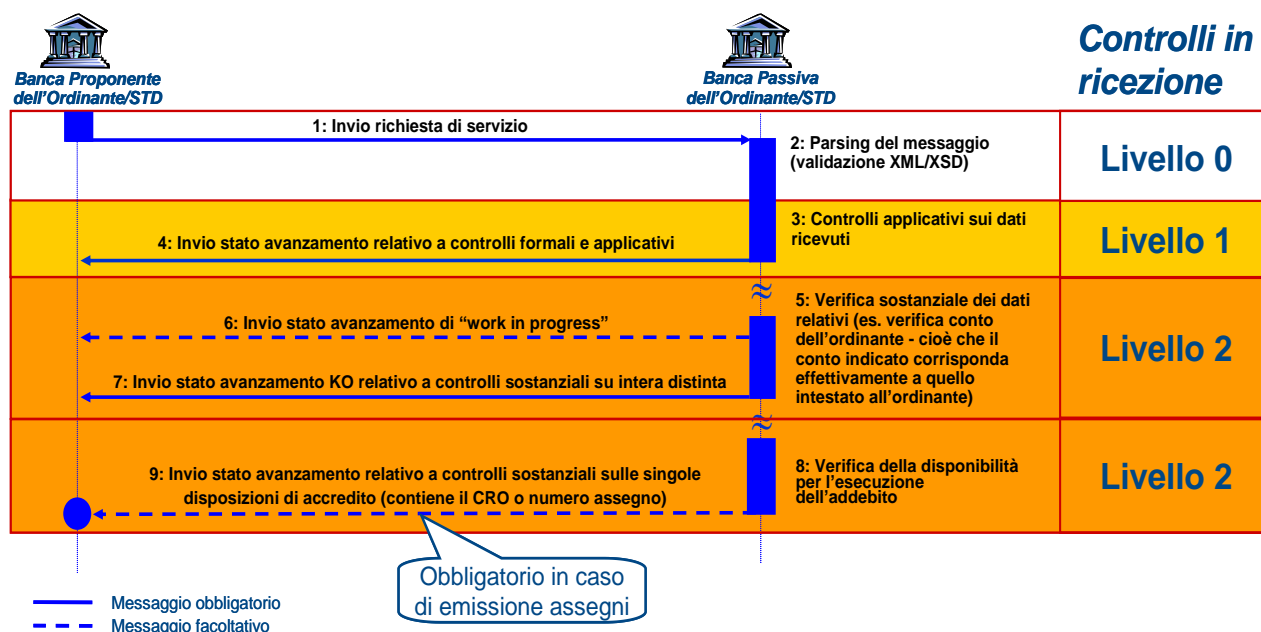 Controlli in
ricezione
Banca Proponente
dell'Ordinante/STD
Banca Passiva
dell'Ordinante/STD
1: Invio richiesta di servizio
2: Parsing del messaggio
(validazione XML/XSD)
Livello 0
3: Controlli applicativi sui dati
ricevuti
4: Invio stato avanzamento relativo a controlli formali e applicativi
Livello 1
5: Verifica sostanziale dei dati
relativi (es. verifica conto
dell'ordinante - cioè che il
conto indicato corrisponda
effettivamente a quello
intestato all'ordinante)
6: Invio stato avanzamento di “work in progress”
7: Invio stato avanzamento KO relativo a controlli sostanziali su intera distinta
Livello 2
8: Verifica della disponibilità
per l'esecuzione
dell'addebito
9: Invio stato avanzamento relativo a controlli sostanziali sulle singole
disposizioni di accredito (contiene il CRO o numero assegno)
Livello 2
Obbligatorio in caso
di emissione assegni
Messaggio obbligatorio
Messaggio facoltativo